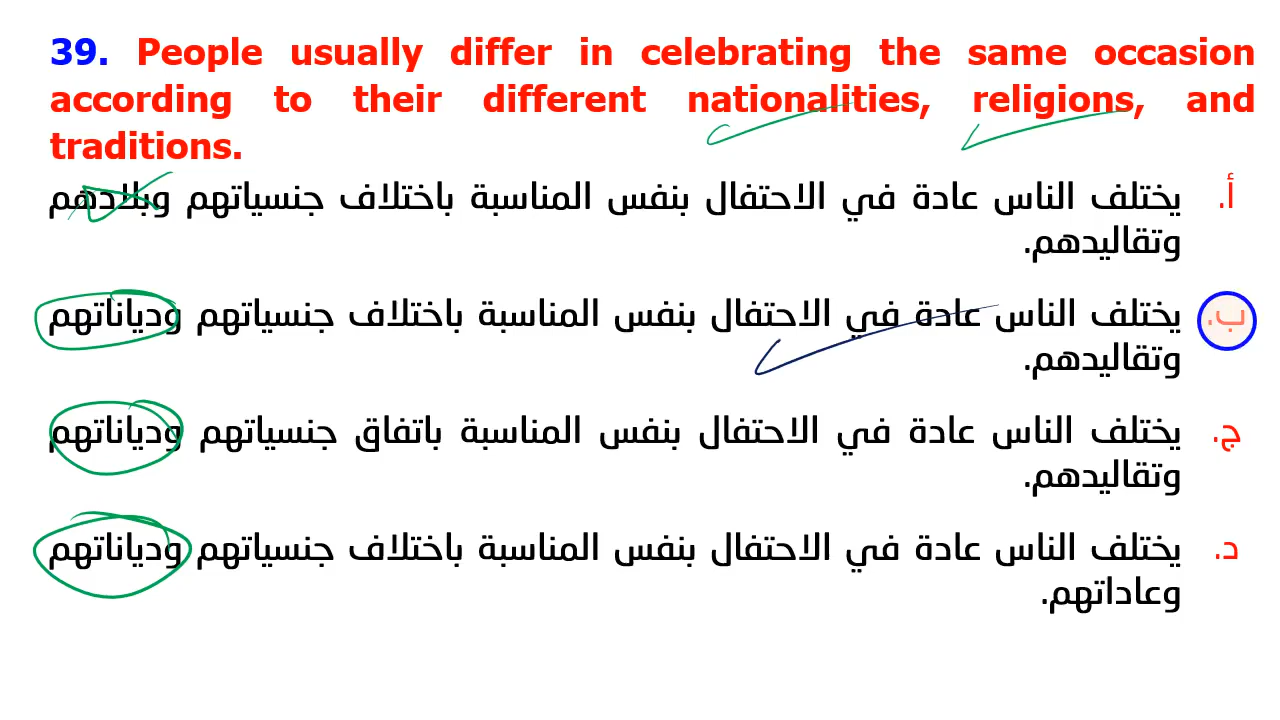 39. People usually differ in celebrating the same occasion
according to their different nationalities, religions, and
traditions.
أ. يختلف الناس عادة في الاحتفال بنفس المناسبة باختلاف جنسياتهم وبلادهم
وتقاليدهم.
ب. يختلف الناس عادة في الاحتفال بنفس المناسبة باختلاف جنسياتهم ودياناتهم
وتقاليدهم.
ج. يختلف الناس عادة في الاحتفال بنفس المناسبة باتفاق جنسياتهم ودياناتهم
وتقاليدهم.
د. يختلف الناس عادة في الاحتفال بنفس المناسبة باختلاف جنسياتهم ودياناتهم
وعاداتهم.